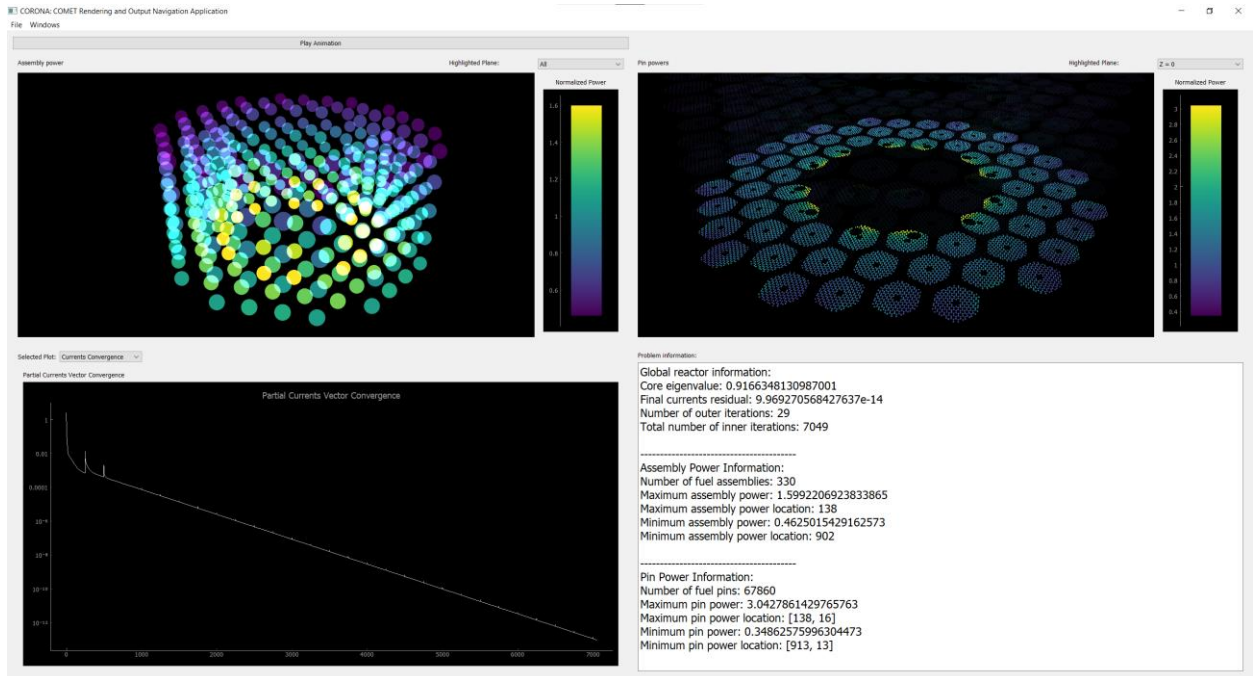 CORONA: COMET Rendering and Output Navigation Application
File Windows
Play Animation
Assembly power
Highlighted Plane:
All
Normalized Power
1.6
1.4
1.2
1
0.8
0.6
Pin powers
Highlighted Plane:
Z = 0
Normalized Power
3
2.8
2.6
2.4
2.2
2
1.8
1.6
1.4
1.2
1
0.8
0.6
0.4
Selected Plot: Currents Convergence
Partial Currents Vector Convergence
Partial Currents Vector Convergence
1
0.01
0.0001
0
1000
2000
3000
4000
5000
6000
7000
Problem information:
Global reactor information:
Core eigenvalue: 0.9166348130987001
Final currents residual: 9.969270568427637e-14
Number of outer iterations: 29
Total number of inner iterations: 7049
---------------------------------------
Assembly Power Information:
Number of fuel assemblies: 330
Maximum assembly power: 1.5992206923833865
Maximum assembly power location: 138
Minimum assembly power: 0.4625015429162573
Minimum assembly power location: 902
---------------------------------------
Pin Power Information:
Number of fuel pins: 67860
Maximum pin power: 3.0427861429765763
Maximum pin power location: [138, 16]
Minimum pin power: 0.34862575996304473
Minimum pin power location: [913, 13]